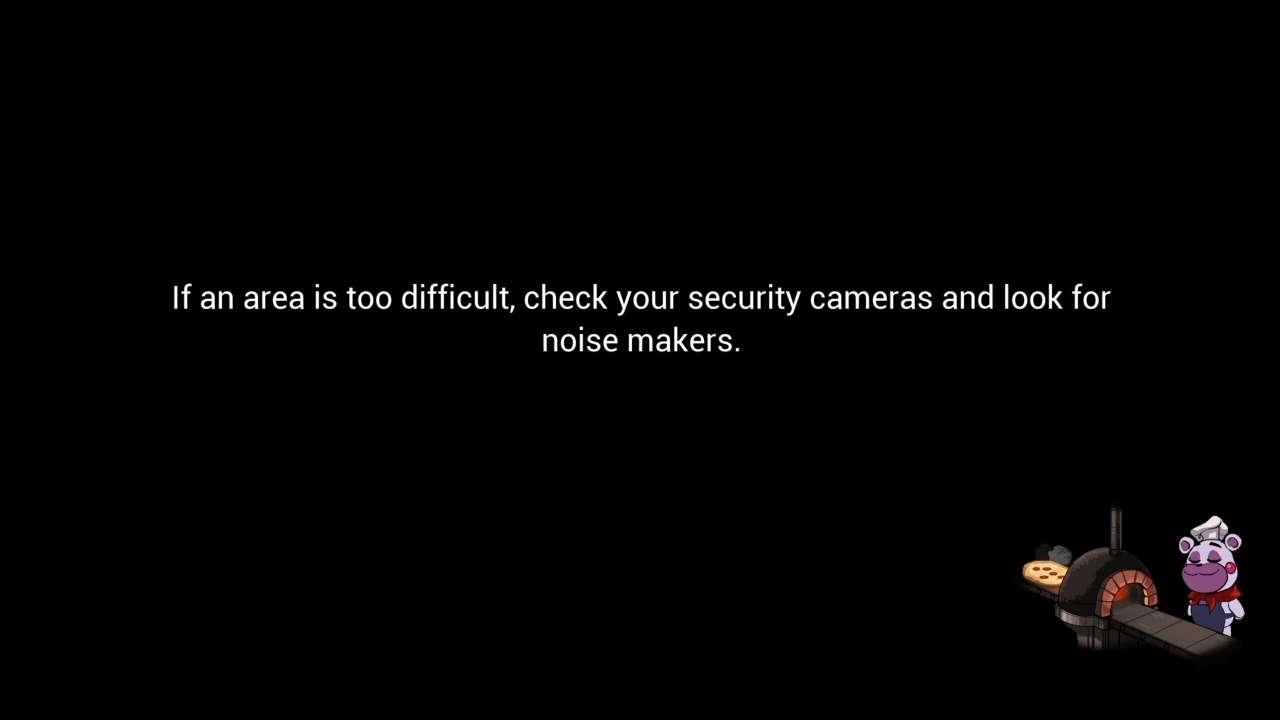 If an area is too difficult, check your security cameras and look for
noise makers.